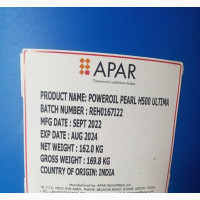 APAR
PRODUCT NAME: POWEROIL PEARL H500 ULTIMA
BATCH NUMBER: REH0167122
MFG DATE : SEPT 2022
EXP DATE : AUG 2024
NET WEIGHT : 162.0 KG
GROSS WEIGHT : 169.8 KG
COUNTRY OF ORIGIN: INDIA